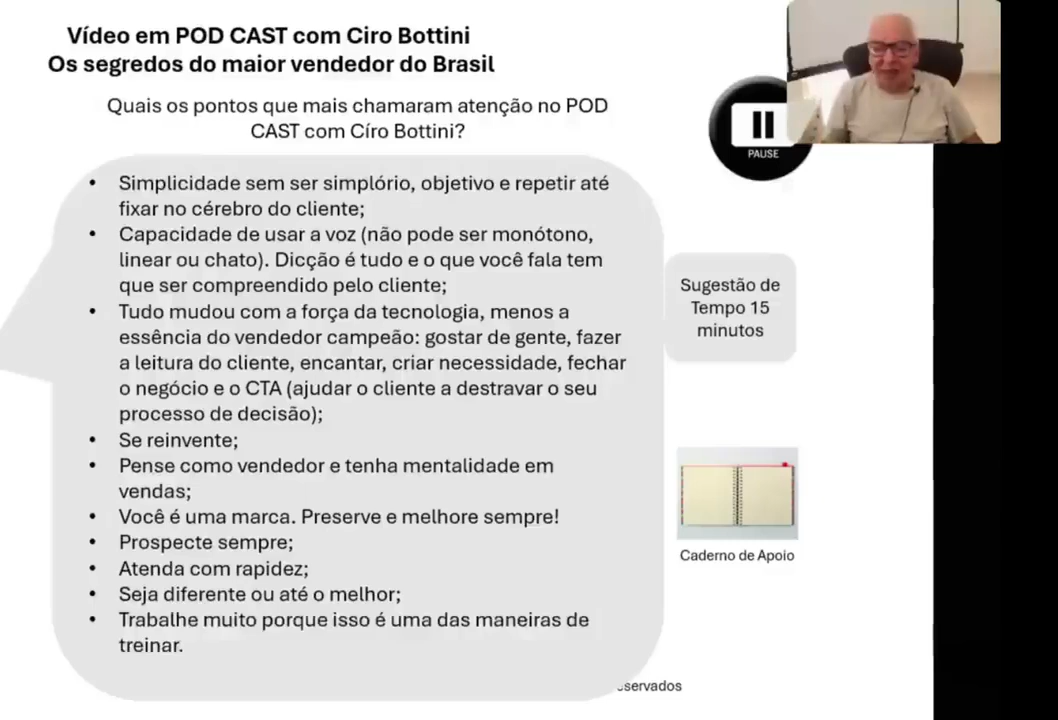 Vídeo em POD CAST com Ciro Bottini
Os segredos do maior vendedor do Brasil
Quais os pontos que mais chamaram atenção no POD
CAST com Círo Bottini?
PAUSE
• Simplicidade sem ser simplório, objetivo e repetir até
fixar no cérebro do cliente;
• Capacidade de usar a voz (não pode ser monótono,
linear ou chato). Dicção é tudo e o que você fala tem
que ser compreendido pelo cliente;
• Tudo mudou com a força da tecnologia, menos a
essência do vendedor campeão: gostar de gente, fazer
a leitura do cliente, encantar, criar necessidade, fechar
o negócio e o CTA (ajudar o cliente a destravar o seu
processo de decisão);
• Se reinvente;
• Pense como vendedor e tenha mentalidade em
vendas;
• Você é uma marca. Preserve e melhore sempre!
• Prospecte sempre;
• Atenda com rapidez;
• Seja diferente ou até o melhor;
• Trabalhe muito porque isso é uma das maneiras de
treinar.
Sugestão de
Tempo 15
minutos
Caderno de Apoio